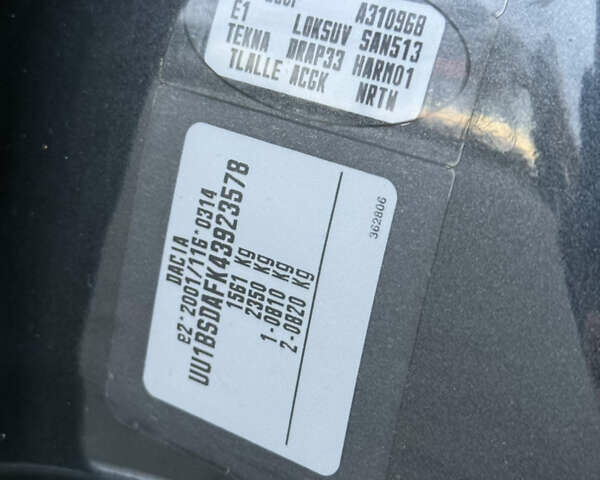 A310968
E1 LOKSUV SAN513
TEKNA DRAP33 HARM01
TLALLE ACGK NRTW
DACIA
e2*2001/116*0314
UU1BSDAFK43923578
1561 Kg
2350 Kg
1-0810 Kg
2-0820 Kg
362806